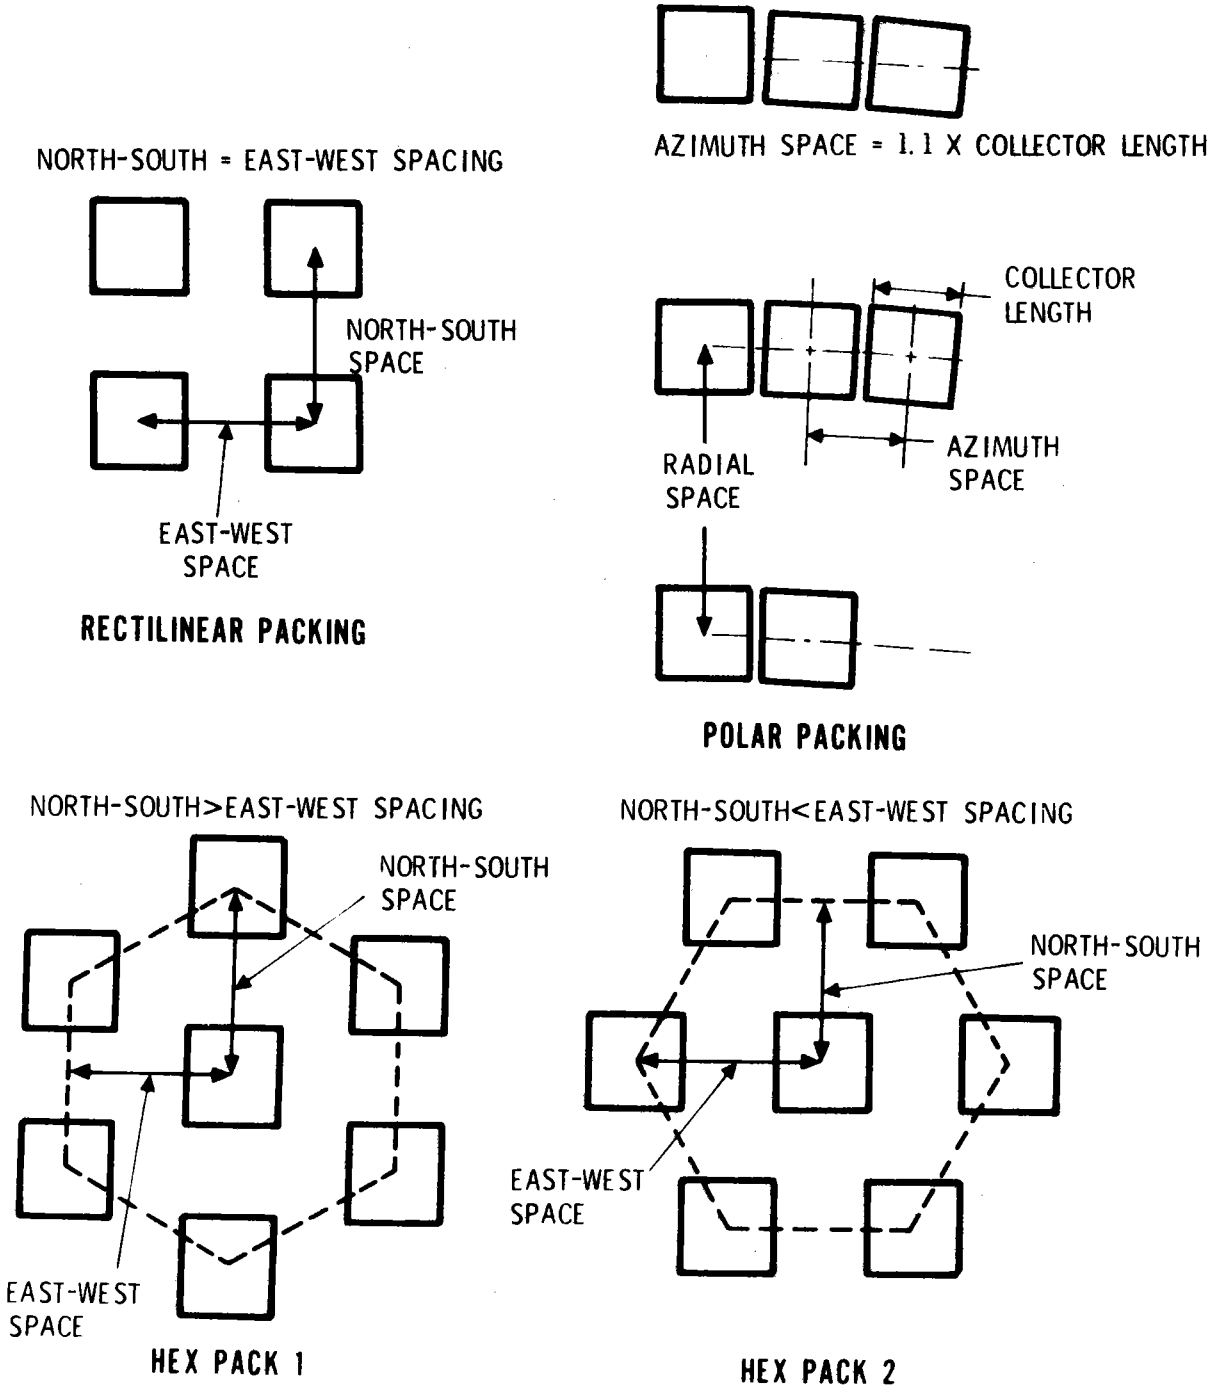 NORTH-SOUTH = EAST-WEST SPACING
NORTH-SOUTH
SPACE
EAST-WEST
SPACE
RECTILINEAR PACKING
AZIMUTH SPACE = 1.1 X COLLECTOR LENGTH
COLLECTOR
LENGTH
RADIAL
SPACE
AZIMUTH
SPACE
POLAR PACKING
NORTH-SOUTH>EAST-WEST SPACING
NORTH-SOUTH
SPACE
EAST-WEST
SPACE
HEX PACK 1
NORTH-SOUTH<EAST-WEST SPACING
NORTH-SOUTH
SPACE
EAST-WEST
SPACE
HEX PACK 2